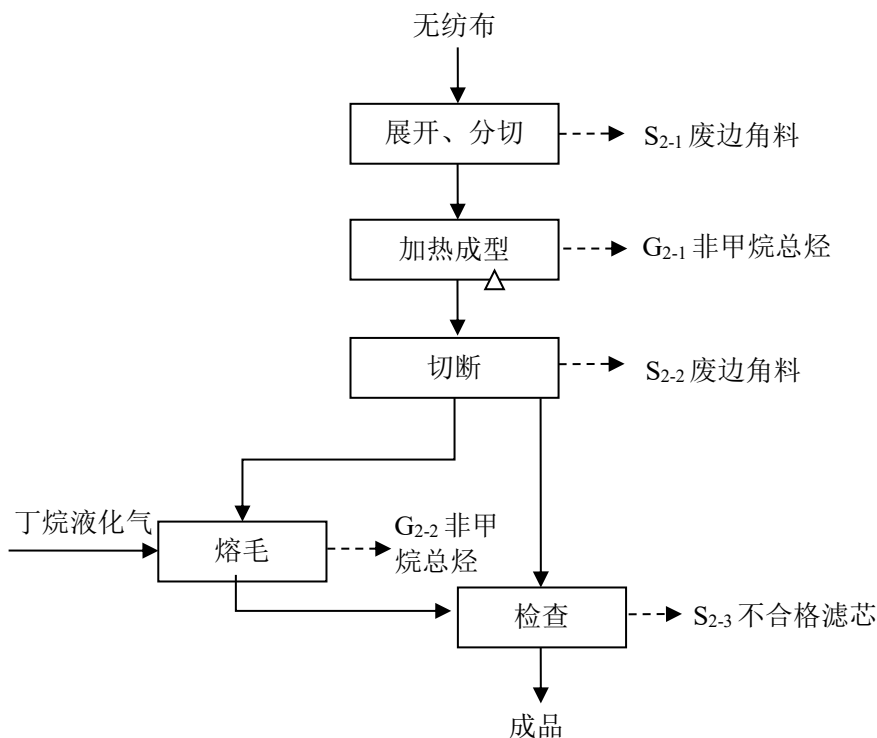 无纺布
展开、分切
S2-1 废边角料
加热成型
G2-1 非甲烷总烃
切断
S2-2 废边角料
丁烷液化气
熔毛
G2-2 非甲
烷总烃
检查
S2-3 不合格滤芯
成品